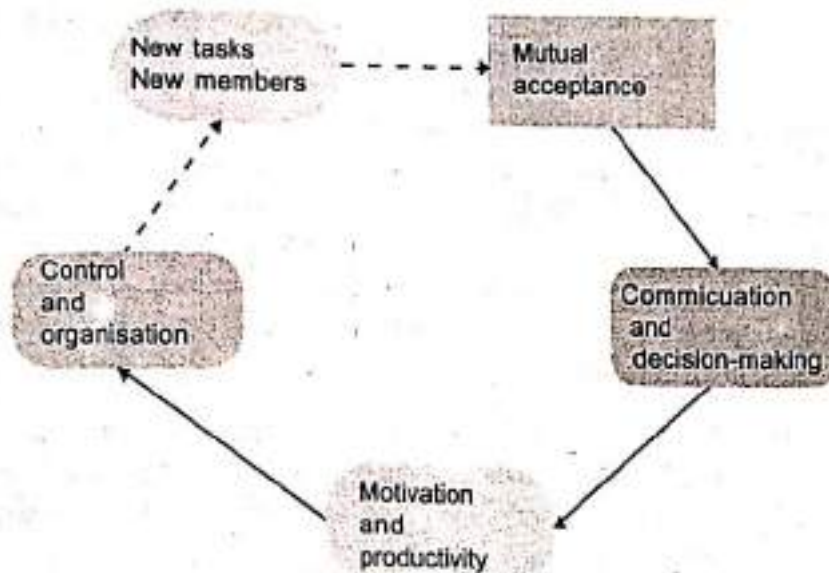 New tasks
New members
Mutual
acceptance
Commicuation
and
decision-making
Motivation
and
productivity
Control
and
organisation